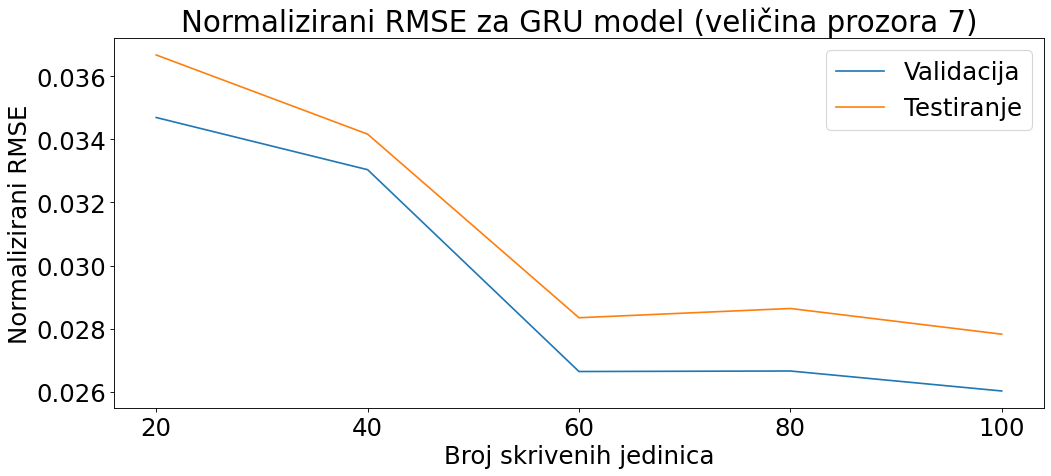 Normalizirani RMSE za GRU model (veličina prozora 7)
Validacija
Testiranje
Normalizirani RMSE
0.036
0.034
0.032
0.030
0.028
0.026
20 40 60 80 100
Broj skrivenih jedinica